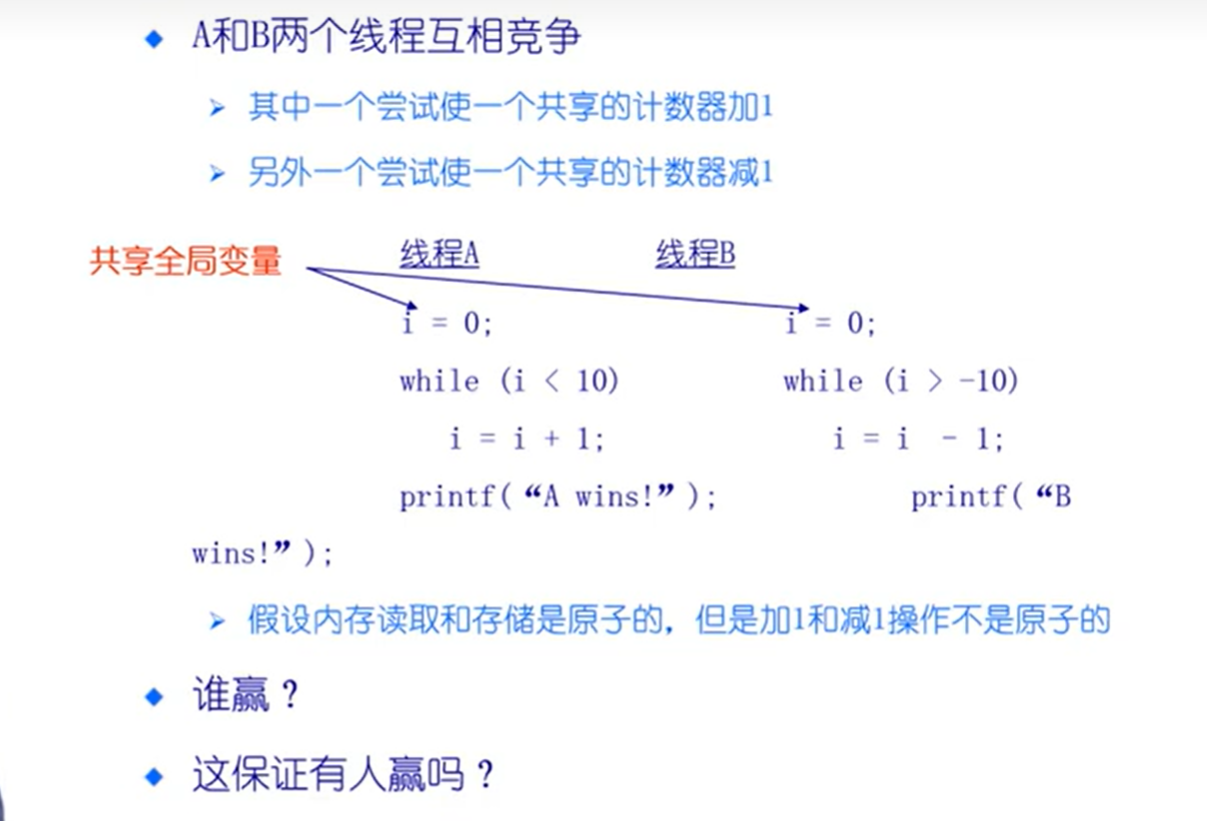 A和B两个线程互相竞争
其中一个尝试使一个共享的计数器加1
另外一个尝试使一个共享的计数器减1
共享全局变量 线程A 线程B
i = 0; i = 0;
while (i < 10) while (i > -10)
i = i + 1; i = i - 1;
printf(“A wins!”); printf(“B
wins!”);
假设内存读取和存储是原子的，但是加1和减1操作不是原子的
谁赢？
这保证有人赢吗？